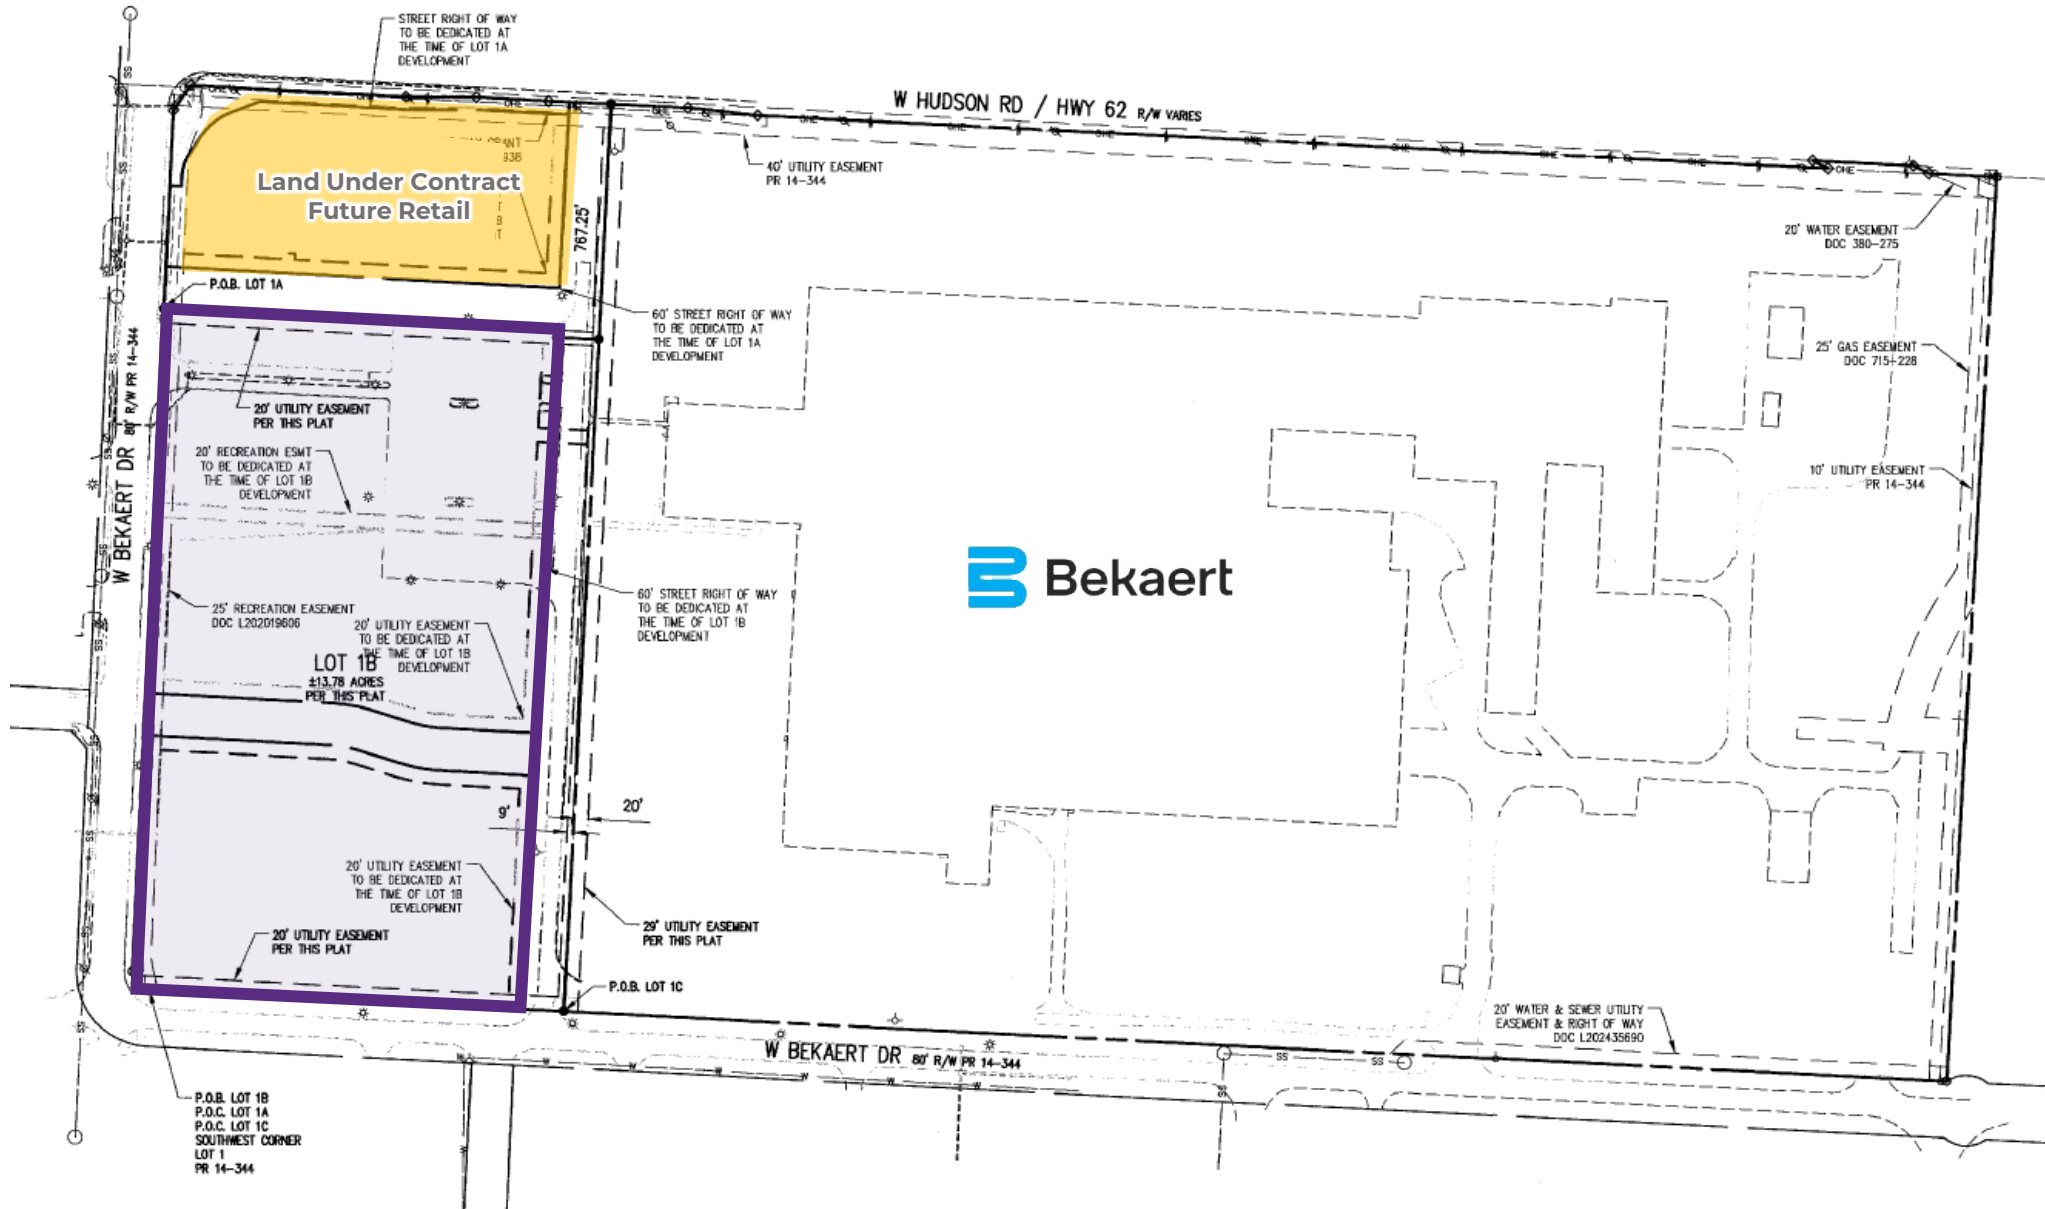 STREET RIGHT OF WAY
TO BE DEDICATED AT
THE TIME OF LOT 1A
DEVELOPMENT
W HUDSON RD / HWY 62 R/W VARIES
Land Under Contract
Future Retail
938
767.25'
40' UTILITY EASEMENT
PR 14-344
20' WATER EASEMENT
DOC 380-275
P.O.B. LOT 1A
60' STREET RIGHT OF WAY
TO BE DEDICATED AT
THE TIME OF LOT 1A
DEVELOPMENT
25' GAS EASEMENT
DOC 715-228
W BEKAERT DR 80' R/W PR 14-344
20' UTILITY EASEMENT
PER THIS PLAT
20' RECREATION ESMT
TO BE DEDICATED AT
THE TIME OF LOT 1B
DEVELOPMENT
10' UTILITY EASEMENT
PR 14-344
Bekaert
25' RECREATION EASEMENT
DOC L202019606
20' UTILITY EASEMENT
TO BE DEDICATED AT
THE TIME OF LOT 1B
DEVELOPMENT
60' STREET RIGHT OF WAY
TO BE DEDICATED AT
THE TIME OF LOT 1B
DEVELOPMENT
LOT 1B
±13.78 ACRES
PER THIS PLAT
9'
20'
20' UTILITY EASEMENT
TO BE DEDICATED AT
THE TIME OF LOT 1B
DEVELOPMENT
20' UTILITY EASEMENT
PER THIS PLAT
29' UTILITY EASEMENT
PER THIS PLAT
P.O.B. LOT 1C
20' WATER & SEWER UTILITY
EASEMENT & RIGHT OF WAY
DOC L202435690
W BEKAERT DR 80' R/W PR 14-344
P.O.B. LOT 1B
P.O.C. LOT 1A
P.O.C. LOT 1C
SOUTHWEST CORNER
LOT 1
PR 14-344